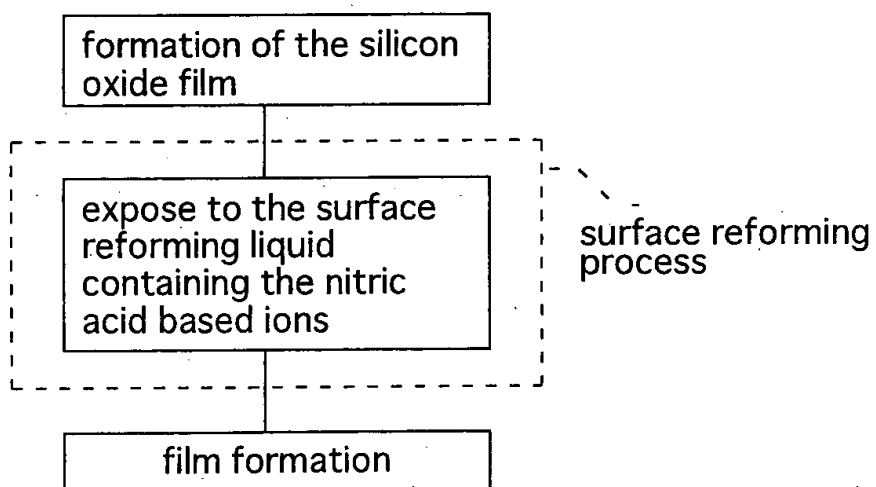 formation of the silicon
oxide film
expose to the surface
reforming liquid
containing the nitric
acid based ions
surface reforming
process
film formation